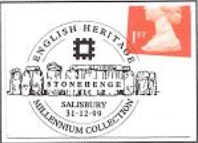 ENGLISH HERITAGE
1ST
STONEHENGE
SALISBURY
31-12-99
MILLENNIUM COLLECTION